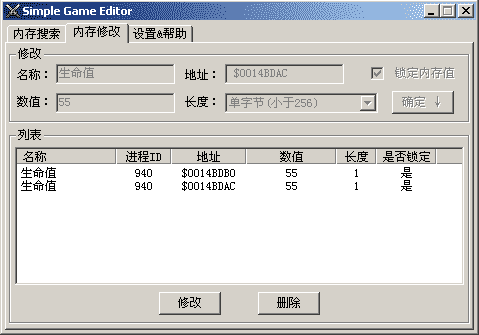 Simple Game Editor
内存搜索 内存修改 设置&帮助
修改
名称： 生命值 地址： $0014BDAC 锁定内存值
数值： 55 长度： 单字节(小于256) 确定 ↓
列表
名称 进程ID 地址 数值 长度 是否锁定
生命值 940 $0014BDB0 55 1 是
生命值 940 $0014BDAC 55 1 是
修改 删除